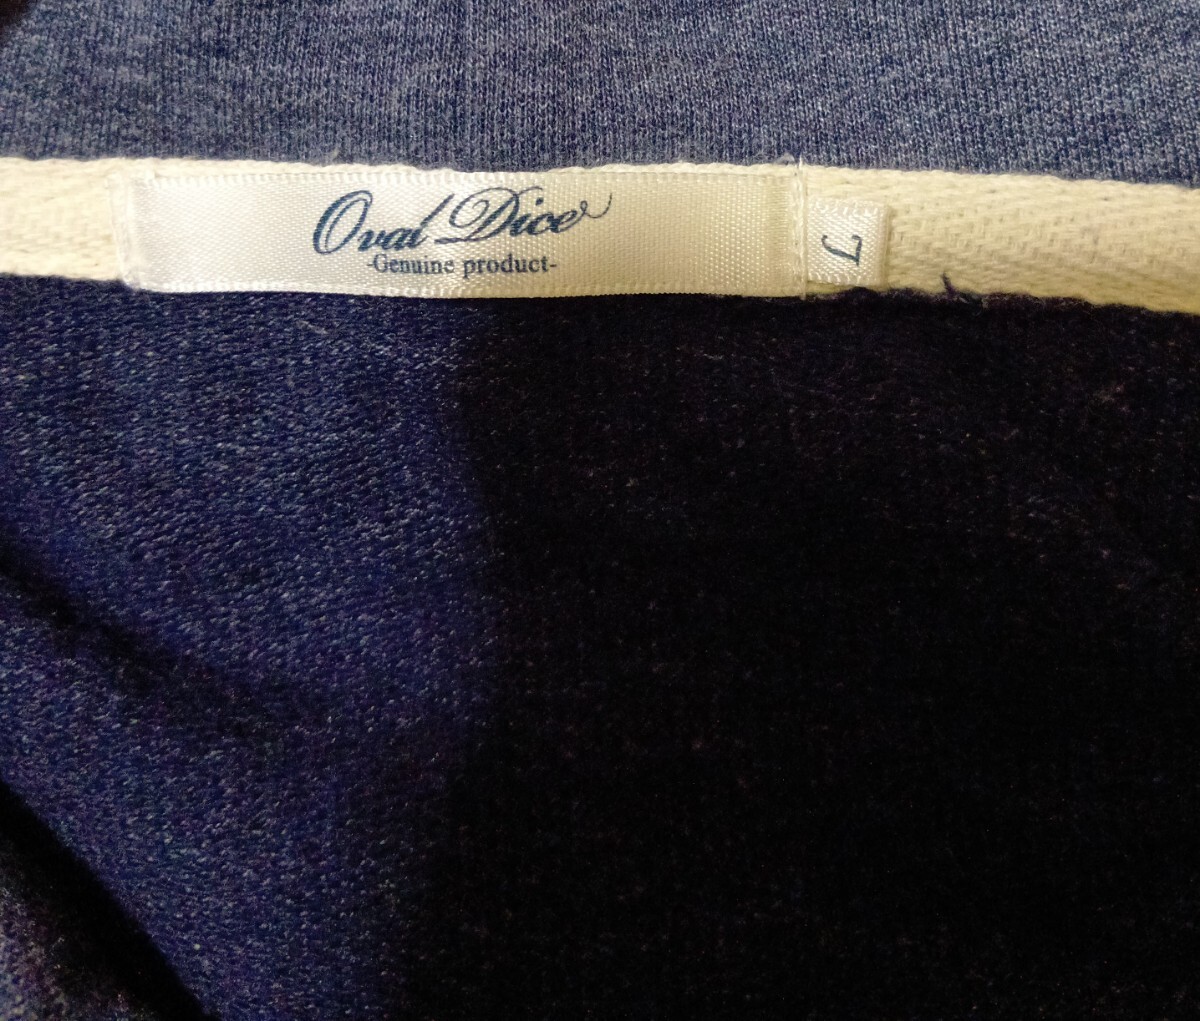 Oval Dice
-Genuine product-
L